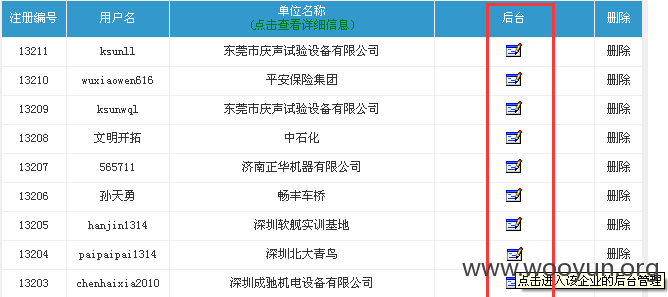 注册编号 用户名 单位名称 后台 删除
(点击查看详细信息)
13211 ksunll 东莞市庆声试验设备有限公司 删除
13210 wuxiaowen616 平安保险集团 删除
13209 ksunwql 东莞市庆声试验设备有限公司 删除
13208 文明开拓 中石化 删除
13207 565711 济南正华机器有限公司 删除
13206 孙天勇 畅丰车桥 删除
13205 hanjin1314 深圳软舰实训基地 删除
13204 paipaipai1314 深圳北大青鸟 删除
www.wooyun.org
13203 chenhaixia2010 深圳成驰机电设备有限公司 点击进入该企业的后台管理